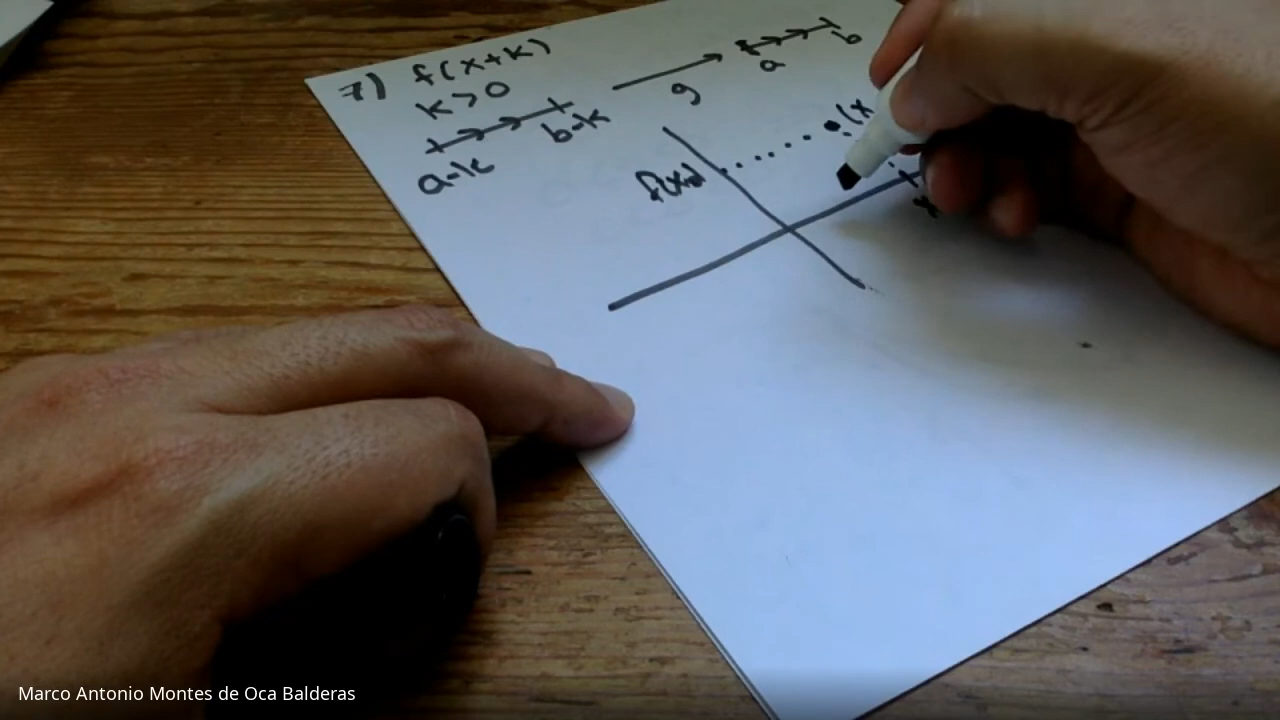 7) f(x+k)
k > 0
a-k
b-k
g
a
b
(x
x
Marco Antonio Montes de Oca Balderas